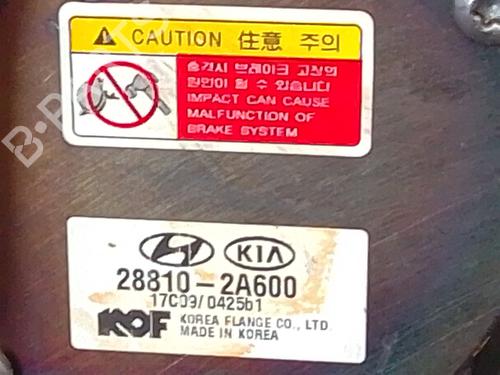 CAUTION 住意 주의
충격시 브레이크 고장의
원인이 될 수 있습니다
IMPACT CAN CAUSE
MALFUNCTION OF
BRAKE SYSTEM
KIA
28810-2A600
17C09/0425b1
KOF KOREA FLANGE CO., LTD.
MADE IN KOREA
B-PARTS